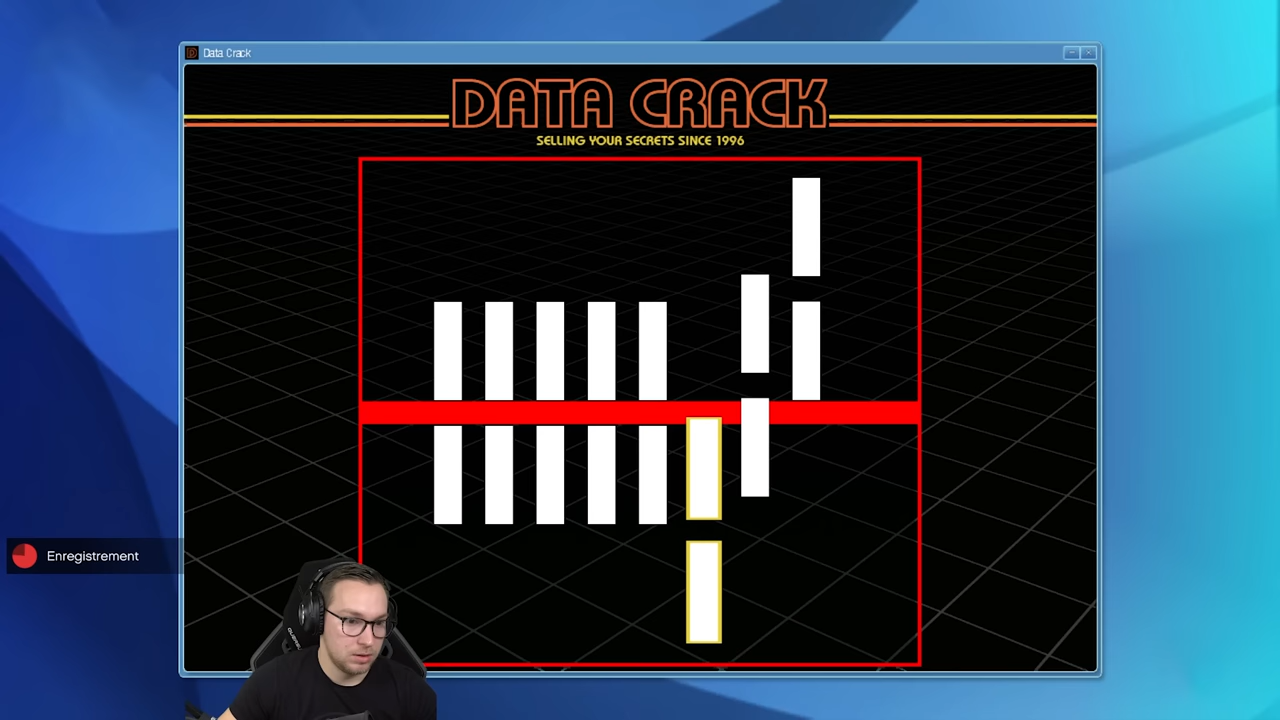 Data Crack
DATA CRACK
SELLING YOUR SECRETS SINCE 1996
Enregistrement